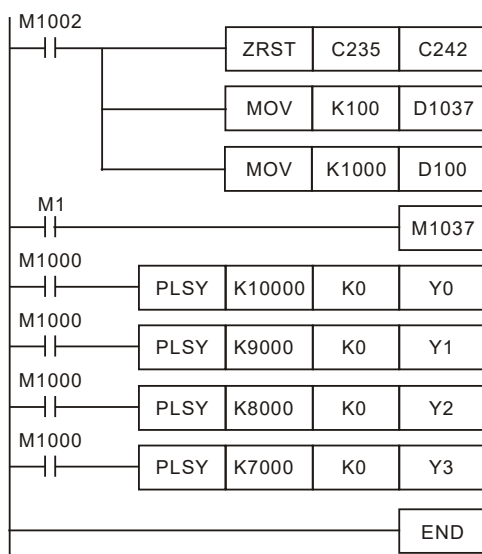 M1002
ZRST C235 C242
MOV K100 D1037
MOV K1000 D100
M1
M1037
M1000
PLSY K10000 K0 Y0
M1000
PLSY K9000 K0 Y1
M1000
PLSY K8000 K0 Y2
M1000
PLSY K7000 K0 Y3
END